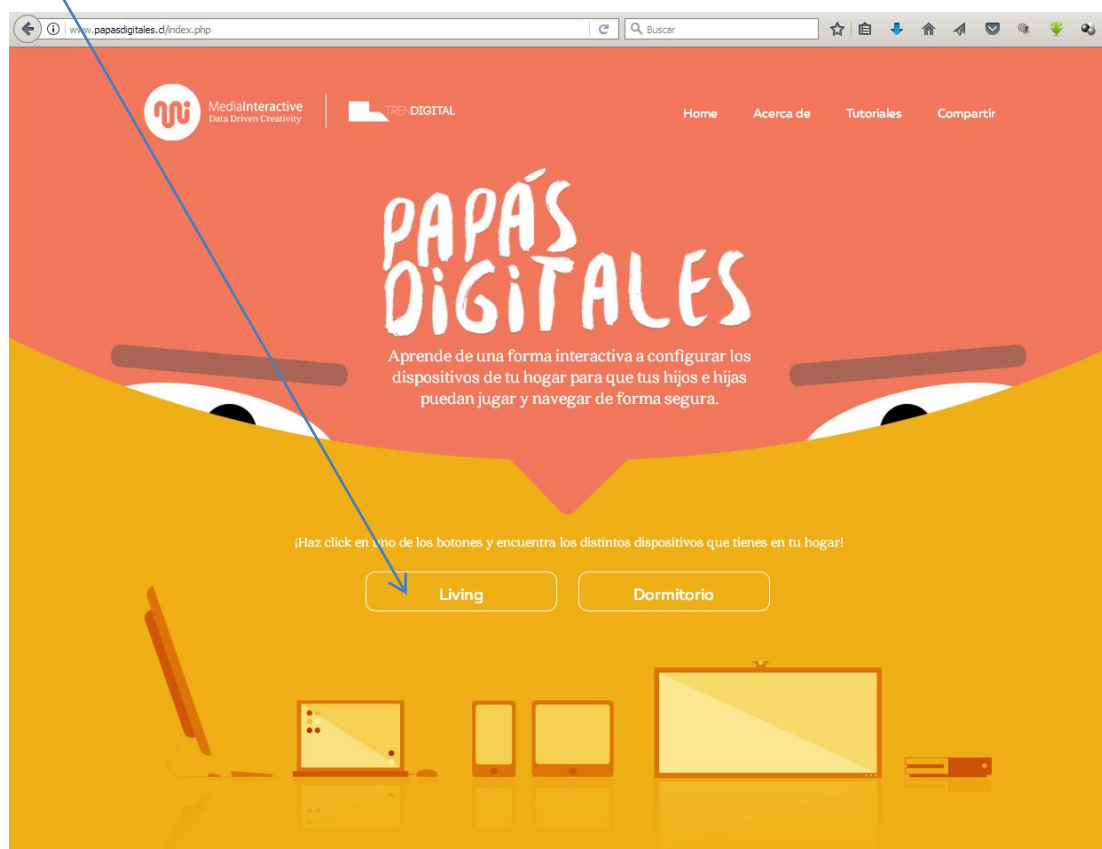 www.papasdigitales.cl/index.php
Buscar
MediaInteractive
Data Driven Creativity
TRENDIGITAL
Home Acerca de Tutoriales Compartir
PAPÁS
DiGiTALES
Aprende de una forma interactiva a configurar los
dispositivos de tu hogar para que tus hijos e hijas
puedan jugar y navegar de forma segura.
¡Haz click en uno de los botones y encuentra los distintos dispositivos que tienes en tu hogar!
Living Dormitorio